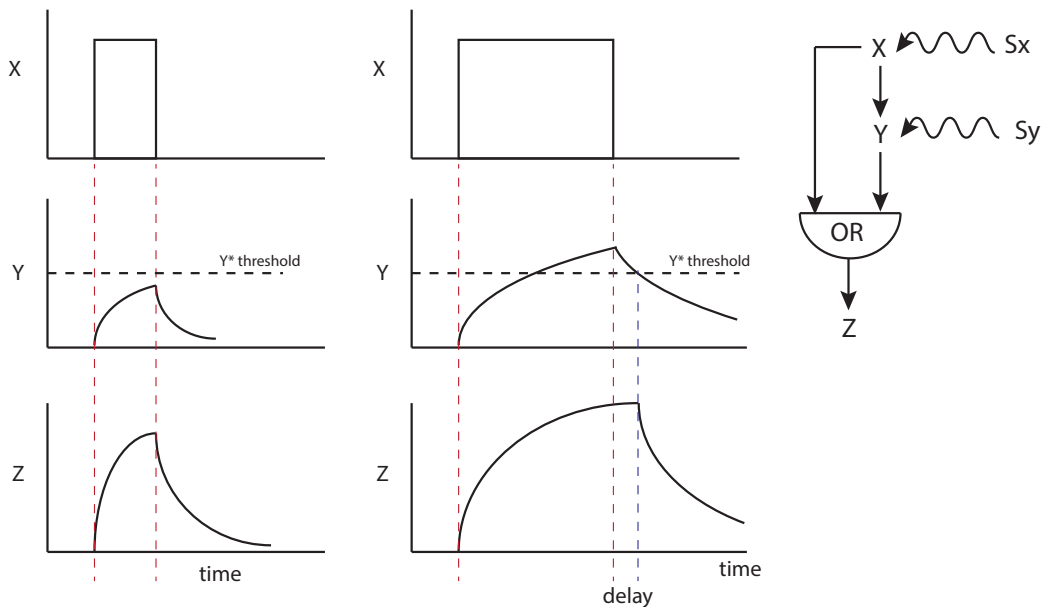 X
Y
Y* threshold
Z
time
X
Y
Y* threshold
Z
time
delay
X
Sx
Y
Sy
OR
Z